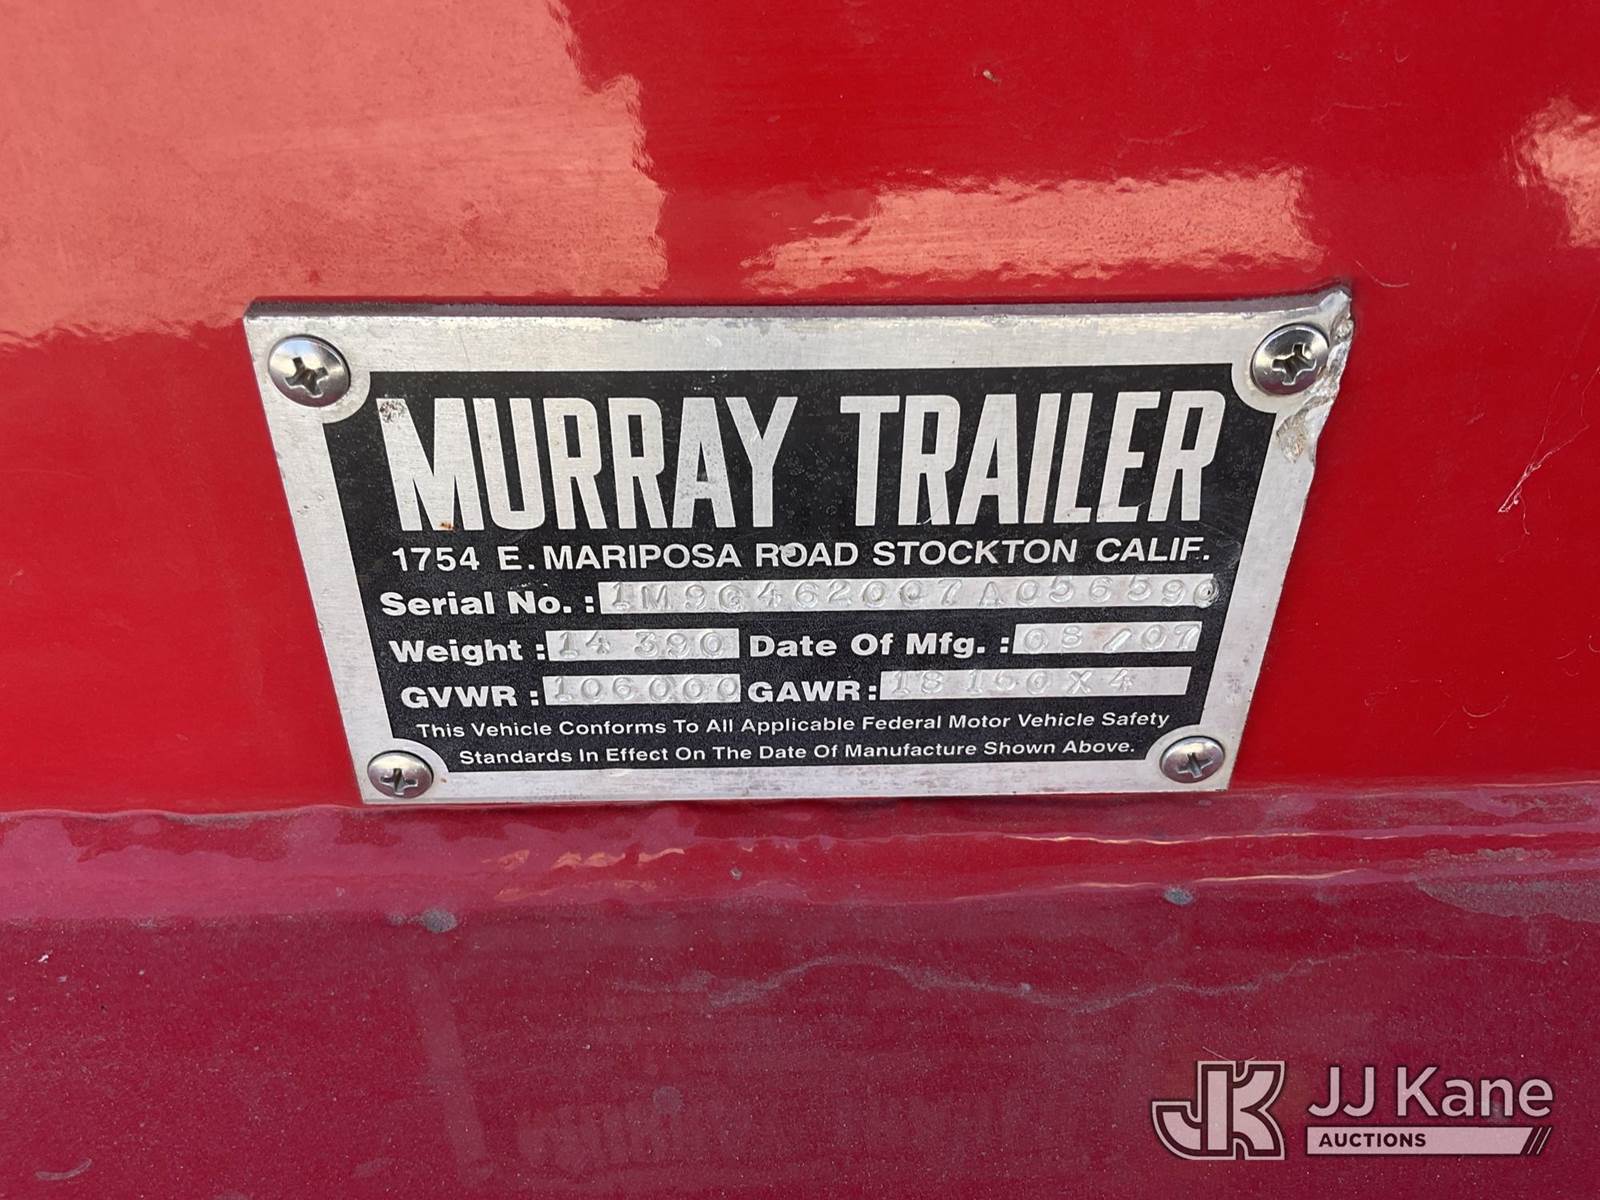 MURRAY TRAILER
1754 E. MARIPOSA ROAD STOCKTON CALIF.
Serial No. : 1M9G462007A056590
Weight : 14 390 Date Of Mfg. : 08/07
GVWR : 106000 GAWR: 18 160X4
This Vehicle Conforms To All Applicable Federal Motor Vehicle Safety
Standards In Effect On The Date Of Manufacture Shown Above.
JK JJ Kane
AUCTIONS